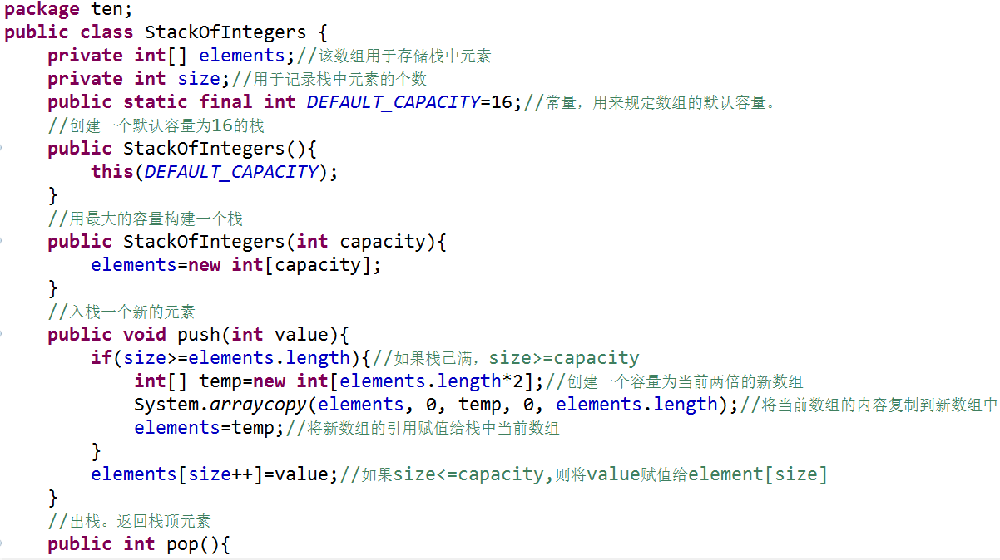 package ten;
public class StackOfIntegers {
    private int[] elements;//该数组用于存储栈中元素
    private int size;//用于记录栈中元素的个数
    public static final int DEFAULT_CAPACITY=16;//常量，用来规定数组的默认容量。
    //创建一个默认容量为16的栈
    public StackOfIntegers(){
        this(DEFAULT_CAPACITY);
    }
    //用最大的容量构建一个栈
    public StackOfIntegers(int capacity){
        elements=new int[capacity];
    }
    //入栈一个新的元素
    public void push(int value){
        if(size>=elements.length){//如果栈已满，size>=capacity
            int[] temp=new int[elements.length*2];//创建一个容量为当前两倍的新数组
            System.arraycopy(elements, 0, temp, 0, elements.length);//将当前数组的内容复制到新数组中
            elements=temp;//将新数组的引用赋值给栈中当前数组
        }
        elements[size++]=value;//如果size<=capacity,则将value赋值给element[size]
    }
    //出栈。返回栈顶元素
    public int pop(){